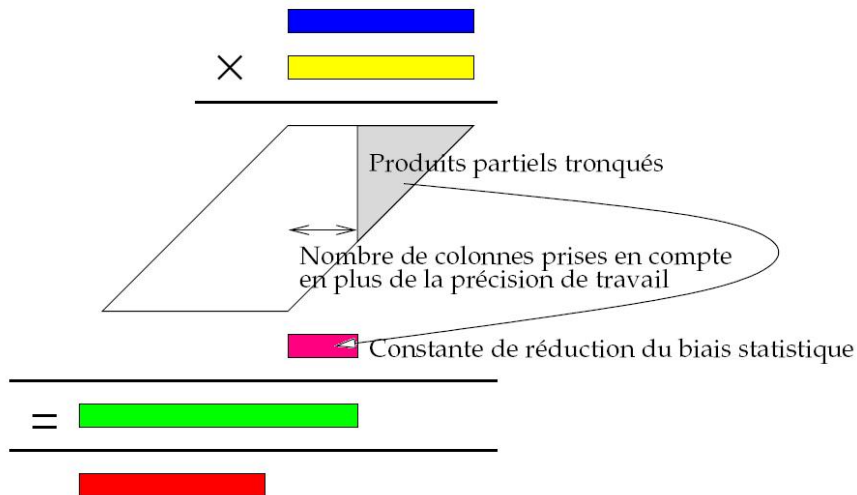 ×
Produits partiels tronqués
Nombre de colonnes prises en compte
en plus de la précision de travail
Constante de réduction du biais statistique
=